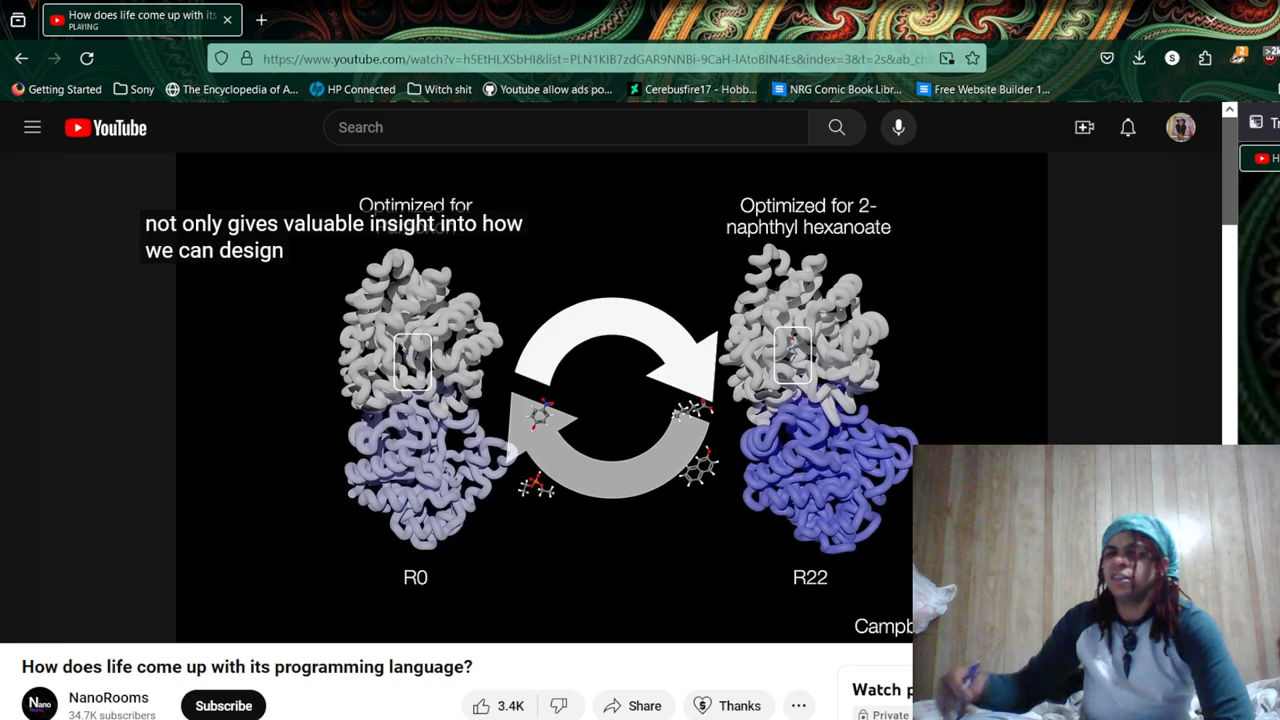 How does life come up with its
PLAYING
https://www.youtube.com/watch?v=h5EtHLXSbHI&list=PLN1KIB7zdGAR9NNBi-9CaH-lAtoBIN4Es&index=3&t=2s&ab_ch
2
Getting Started
Sony
The Encyclopedia of A...
HP Connected
Witch shit
Youtube allow ads po...
Cerebusfire17 - Hobb...
NRG Comic Book Libr...
Free Website Builder 1...
YouTube
Search
Optimized for
Optimized for 2-
naphthyl hexanoate
not only gives valuable insight into how
we can design
R0
R22
Campb
How does life come up with its programming language?
Nano
NanoRooms
34.7K subscribers
Subscribe
3.4K
Share
Thanks
Watch p
Private